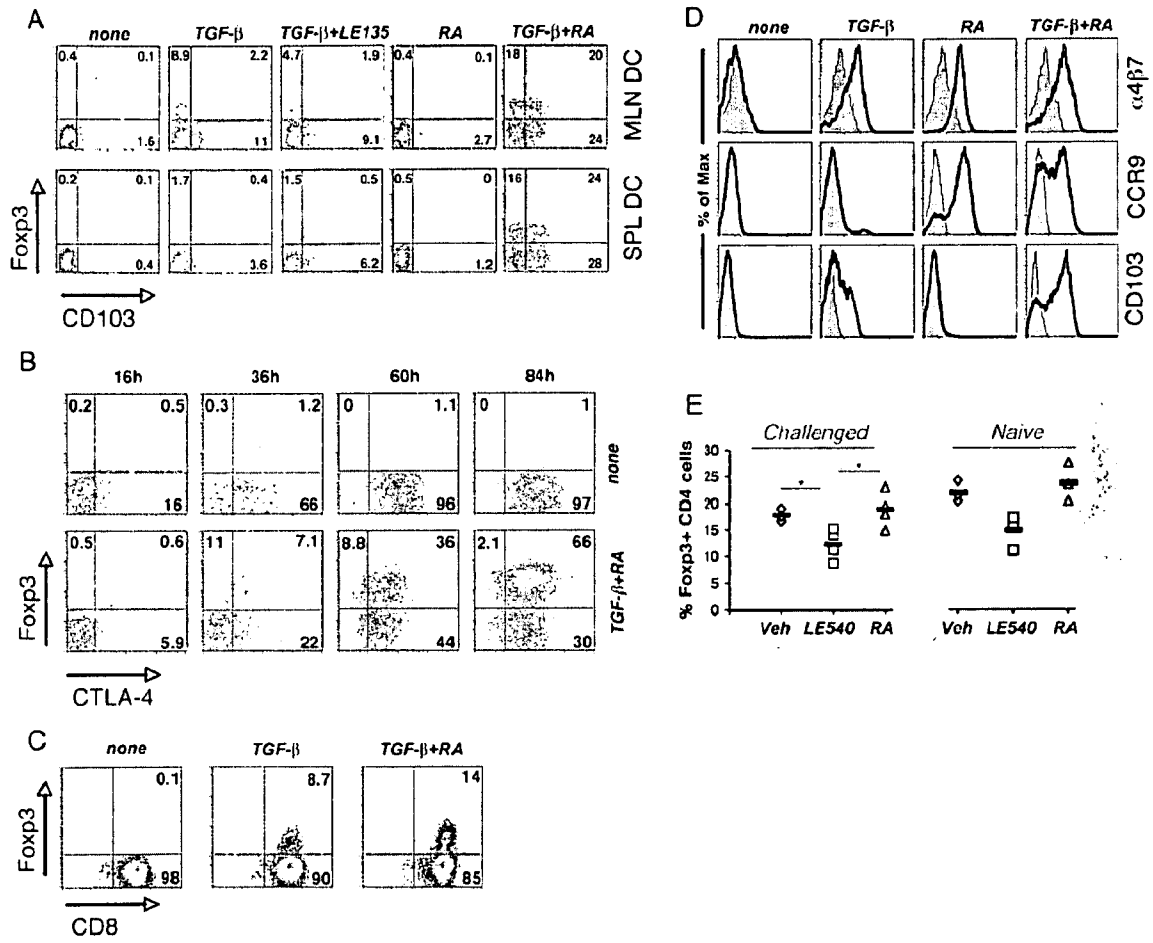 A
none TGF-β TGF-β+LE135 RA TGF-β+RA
0.4 0.1 8.9 2.2 4.7 1.9 0.4 0.1 18 20
1.6 11 9.1 2.7 24
MLN DC
0.2 0.1 1.7 0.4 1.5 0.5 0.5 0 16 24
0.4 3.6 6.2 1.2 28
SPL DC
Foxp3
CD103
B
16h 36h 60h 84h
0.2 0.5 0.3 1.2 0 1.1 0 1
16 66 96 97
none
0.5 0.6 11 7.1 8.8 36 2.1 66
5.9 22 44 30
TGF-β+RA
Foxp3
CTLA-4
C
none TGF-β TGF-β+RA
0.1 8.7 14
98 90 85
Foxp3
CD8
D
none TGF-β RA TGF-β+RA
α4β7
CCR9
CD103
% of Max
E
Challenged Naive
% Foxp3+ CD4 cells
30
25
20
15
10
5
0
* *
Veh LE540 RA Veh LE540 RA